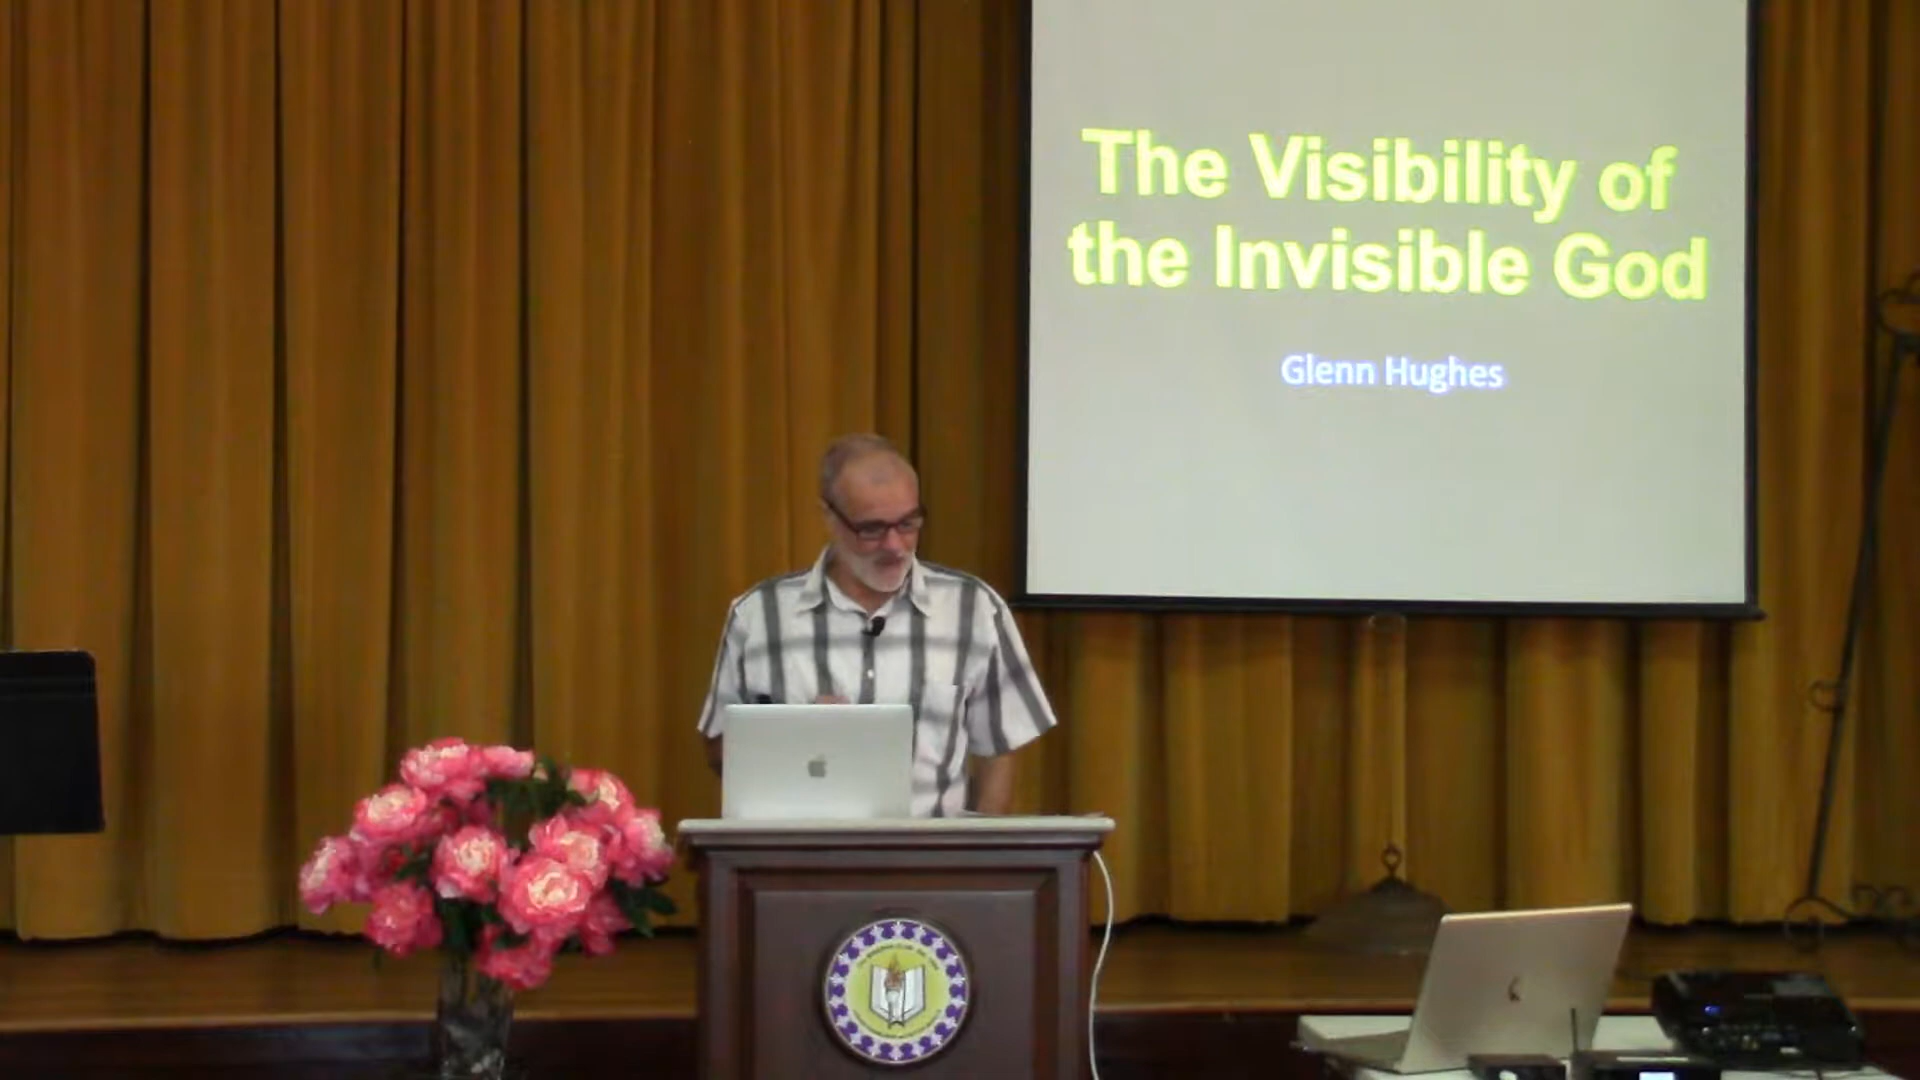 The Visibility of
the Invisible God
Glenn Hughes